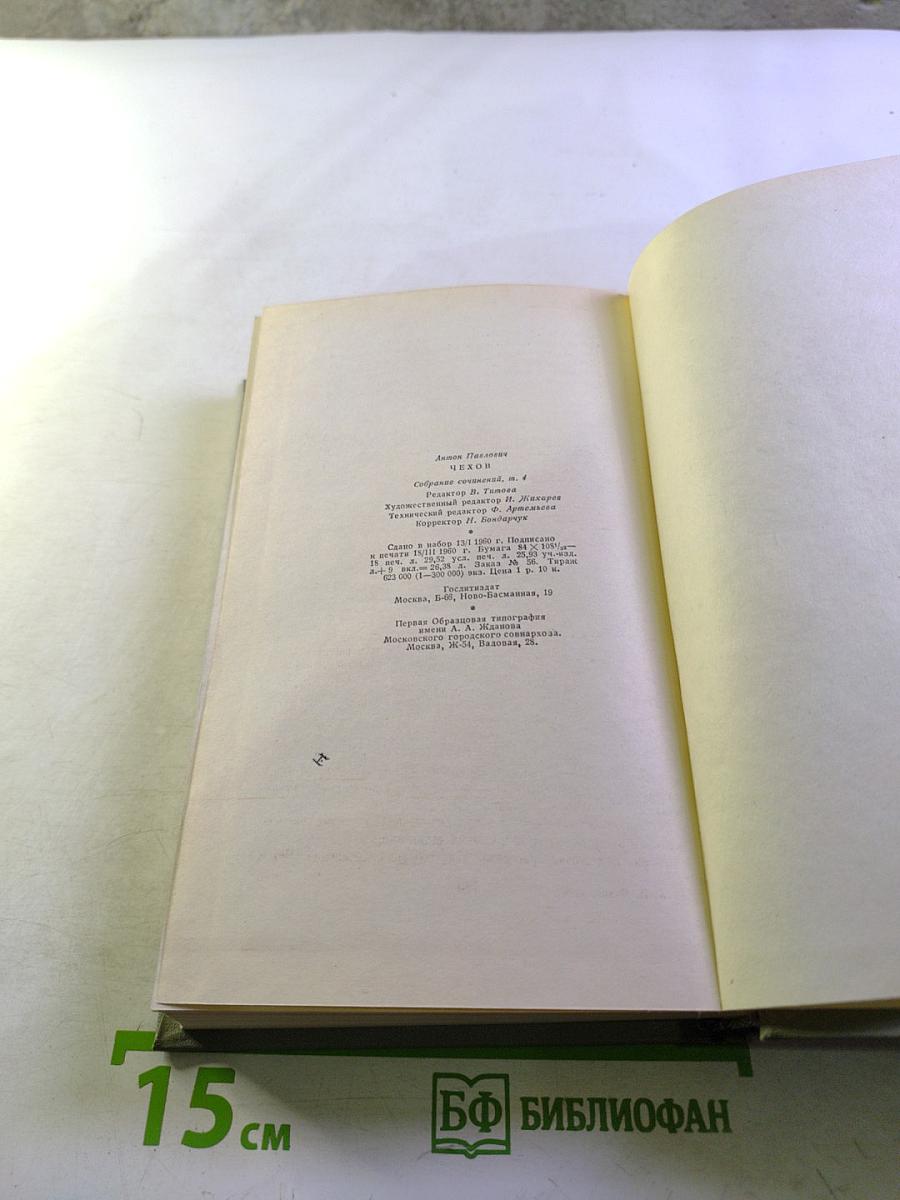 Антон Павлович
ЧЕХОВ
Собрание сочинений, т. 4
Редактор В. Титова
Художественный редактор И. Жихарев
Технический редактор Ф. Артемьева
Корректор Н. Бондарчук
*
Сдано в набор 13/I 1960 г. Подписано
к печати 18/III 1960 г. Бумага 84 × 108¹/₃₂—
18 печ. л. 29,52 усл. печ. л. 25,93 уч.-изд.
л.+ 9 вкл.= 26,38 л. Заказ № 56. Тираж
623 000 (1—300 000) экз. Цена 1 р. 10 к.
Гослитиздат
Москва, Б-66, Ново-Басманная, 19
*
Первая Образцовая типография
имени А. А. Жданова
Московского городского совнархоза.
Москва, Ж-54, Валовая, 28.
15 см
БФ БИБЛИОФАН